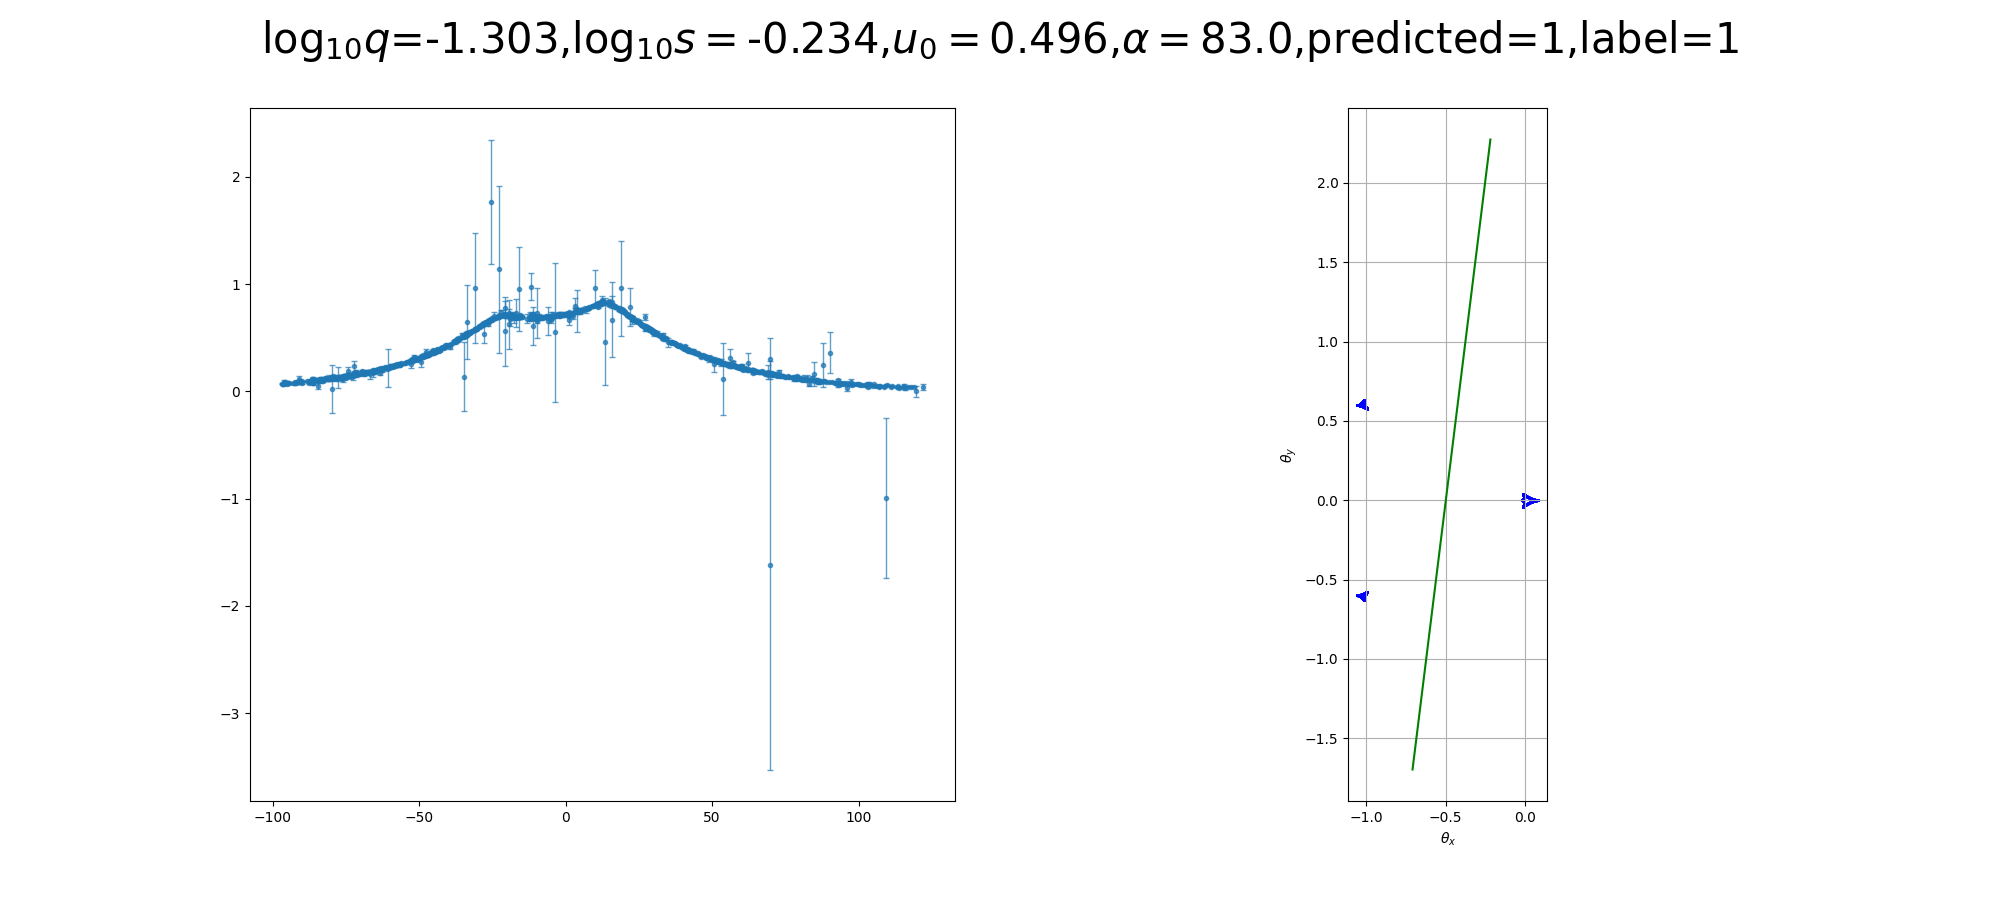 log₁₀q=-1.303,log₁₀s = -0.234,u₀ = 0.496,α = 83.0,predicted=1,label=1
2
1
0
−1
−2
−3
−100 −50 0 50 100
2.0
1.5
1.0
0.5
0.0
−0.5
−1.0
−1.5
θy
−1.0 −0.5 0.0
θx